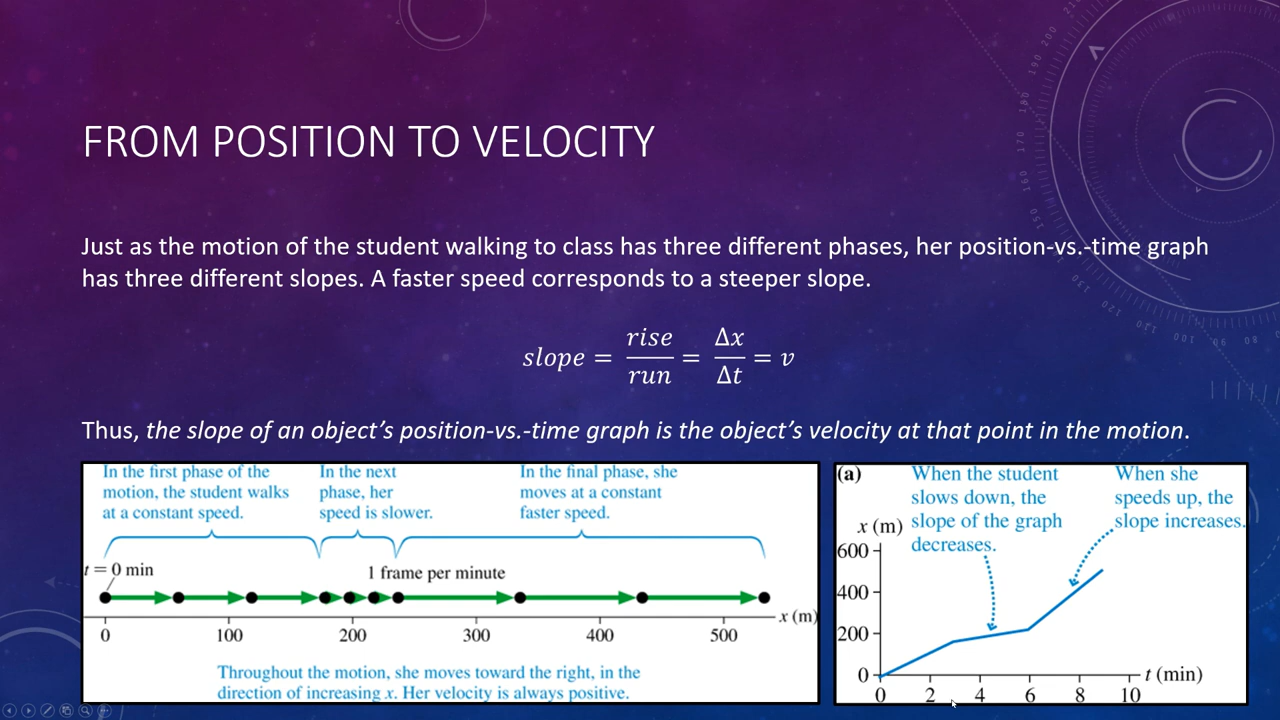 FROM POSITION TO VELOCITY
Just as the motion of the student walking to class has three different phases, her position-vs.-time graph
has three different slopes. A faster speed corresponds to a steeper slope.
slope = rise/run = Δx/Δt = v
Thus, the slope of an object's position-vs.-time graph is the object's velocity at that point in the motion.
In the first phase of the
motion, the student walks
at a constant speed.
In the next
phase, her
speed is slower.
In the final phase, she
moves at a constant
faster speed.
t = 0 min
1 frame per minute
x (m)
0 100 200 300 400 500
Throughout the motion, she moves toward the right, in the
direction of increasing x. Her velocity is always positive.
(a)
When the student
slows down, the
slope of the graph
decreases.
When she
speeds up, the
slope increases.
x (m)
600
400
200
0
t (min)
0 2 4 6 8 10